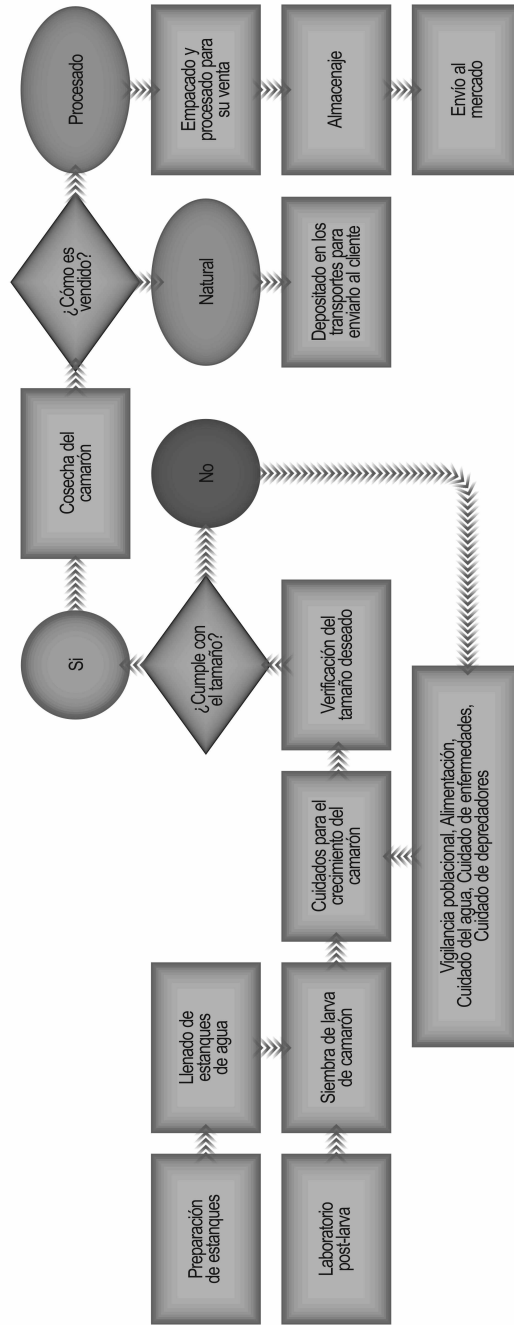 Preparación
de estanques
Llenado de
estanques
de agua
Laboratorio
post-larva
Siembra de larva
de camarón
Cuidados para el
crecimiento del
camarón
Vigilancia poblacional, Alimentación,
Cuidado del agua, Cuidado de enfermedades,
Cuidado de depredadores
Verificación del
tamaño deseado
¿Cumple con
el tamaño?
Si
No
Cosecha del
camarón
¿Cómo es
vendido?
Natural
Depositado en los
transportes para
enviarlo al cliente
Procesado
Empacado y
procesado para
su venta
Almacenaje
Envío al
mercado